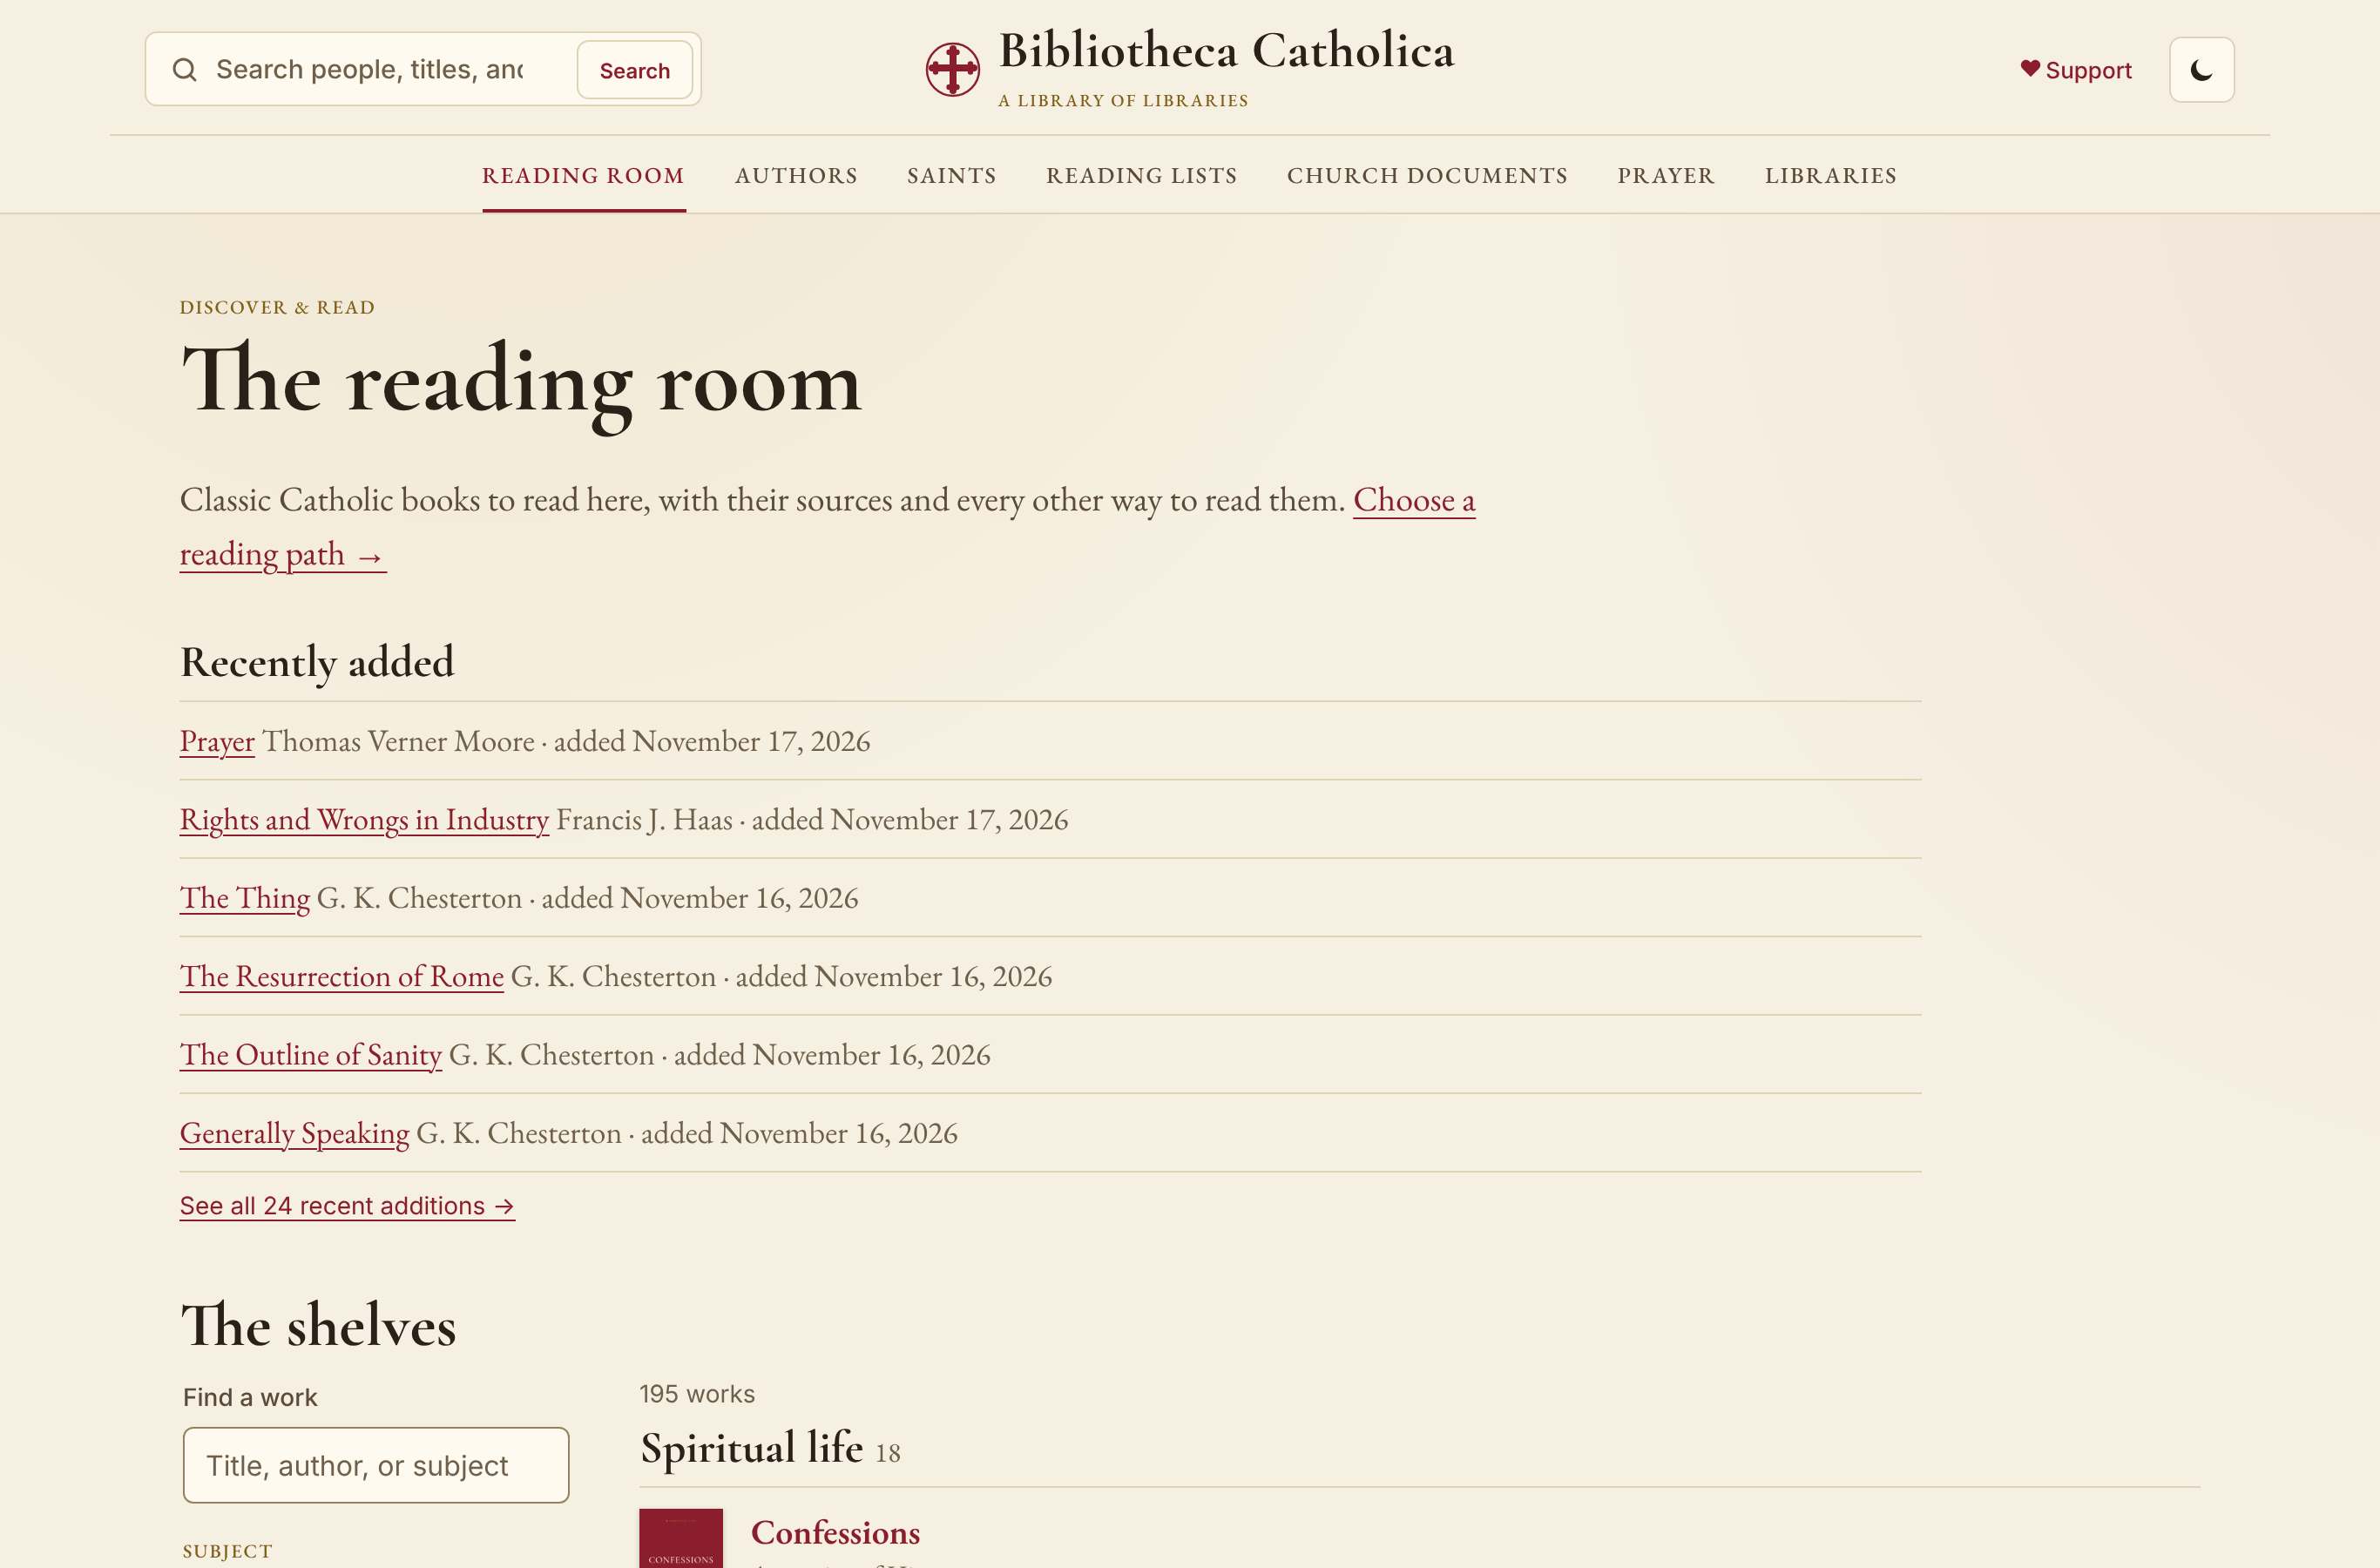 Search people, titles, and
Search
Bibliotheca Catholica
A LIBRARY OF LIBRARIES
Support
READING ROOM
AUTHORS
SAINTS
READING LISTS
CHURCH DOCUMENTS
PRAYER
LIBRARIES
DISCOVER & READ
The reading room
Classic Catholic books to read here, with their sources and every other way to read them. Choose a
reading path →
Recently added
Prayer Thomas Verner Moore · added November 17, 2026
Rights and Wrongs in Industry Francis J. Haas · added November 17, 2026
The Thing G. K. Chesterton · added November 16, 2026
The Resurrection of Rome G. K. Chesterton · added November 16, 2026
The Outline of Sanity G. K. Chesterton · added November 16, 2026
Generally Speaking G. K. Chesterton · added November 16, 2026
See all 24 recent additions →
The shelves
Find a work
Title, author, or subject
SUBJECT
195 works
Spiritual life 18
CONFESSIONS
Confessions